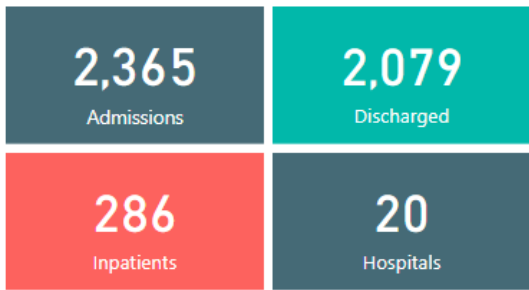 2,365
Admissions
2,079
Discharged
286
Inpatients
20
Hospitals